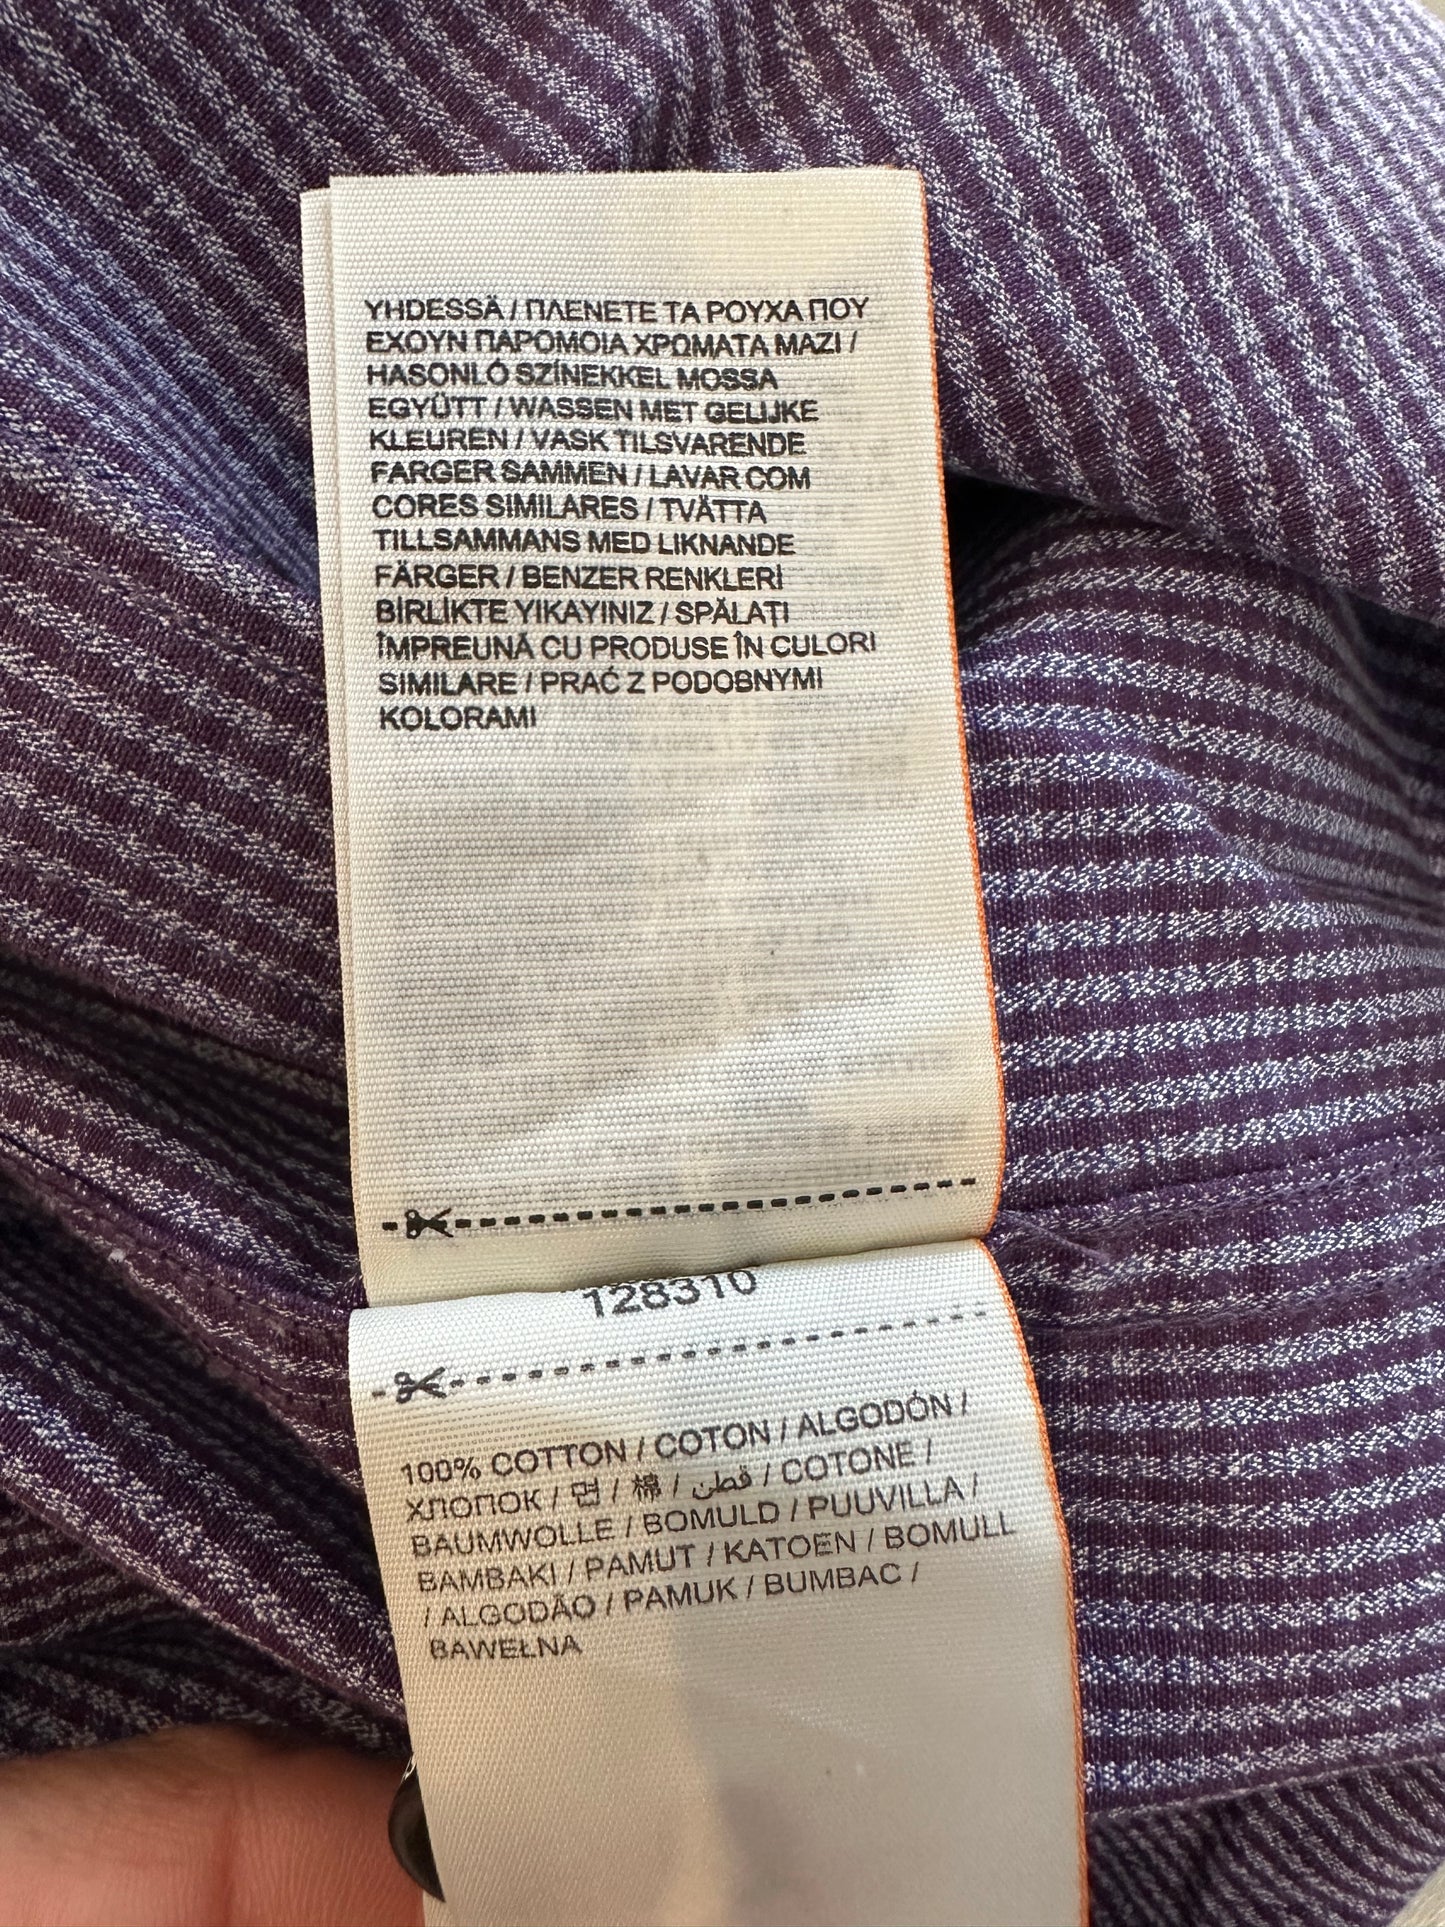 YHDESSÄ / ΠΛΕΝΕΤΕ ΤΑ ΡΟΥΧΑ ΠΟΥ
ΕΧΟΥΝ ΠΑΡΟΜΟΙΑ ΧΡΩΜΑΤΑ ΜΑΖΙ /
HASONLÓ SZÍNEKKEL MOSSA
EGYÜTT / WASSEN MET GELIJKE
KLEUREN / VASK TILSVARENDE
FARGER SAMMEN / LAVAR COM
CORES SIMILARES / TVÄTTA
TILLSAMMANS MED LIKNANDE
FÄRGER / BENZER RENKLERİ
BİRLİKTE YIKAYINIZ / SPĂLAȚI
ÎMPREUNĂ CU PRODUSE ÎN CULORI
SIMILARE / PRAĆ Z PODOBNYMI
KOLORAMI
128310
100% COTTON / COTON / ALGODÓN /
ХЛОПОК / 면 / 棉 / قطن / COTONE /
BAUMWOLLE / BOMULD / PUUVILLA /
BAMBAKI / PAMUT / KATOEN / BOMULL
/ ALGODÃO / PAMUK / BUMBAC /
BAWEŁNA